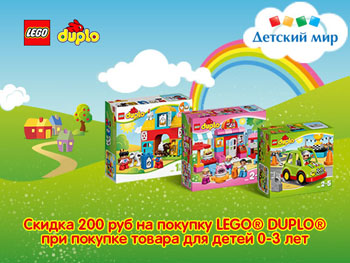 LEGO duplo
Детский мир
Скидка 200 руб на покупку LEGO® DUPLO®
при покупке товара для детей 0-3 лет